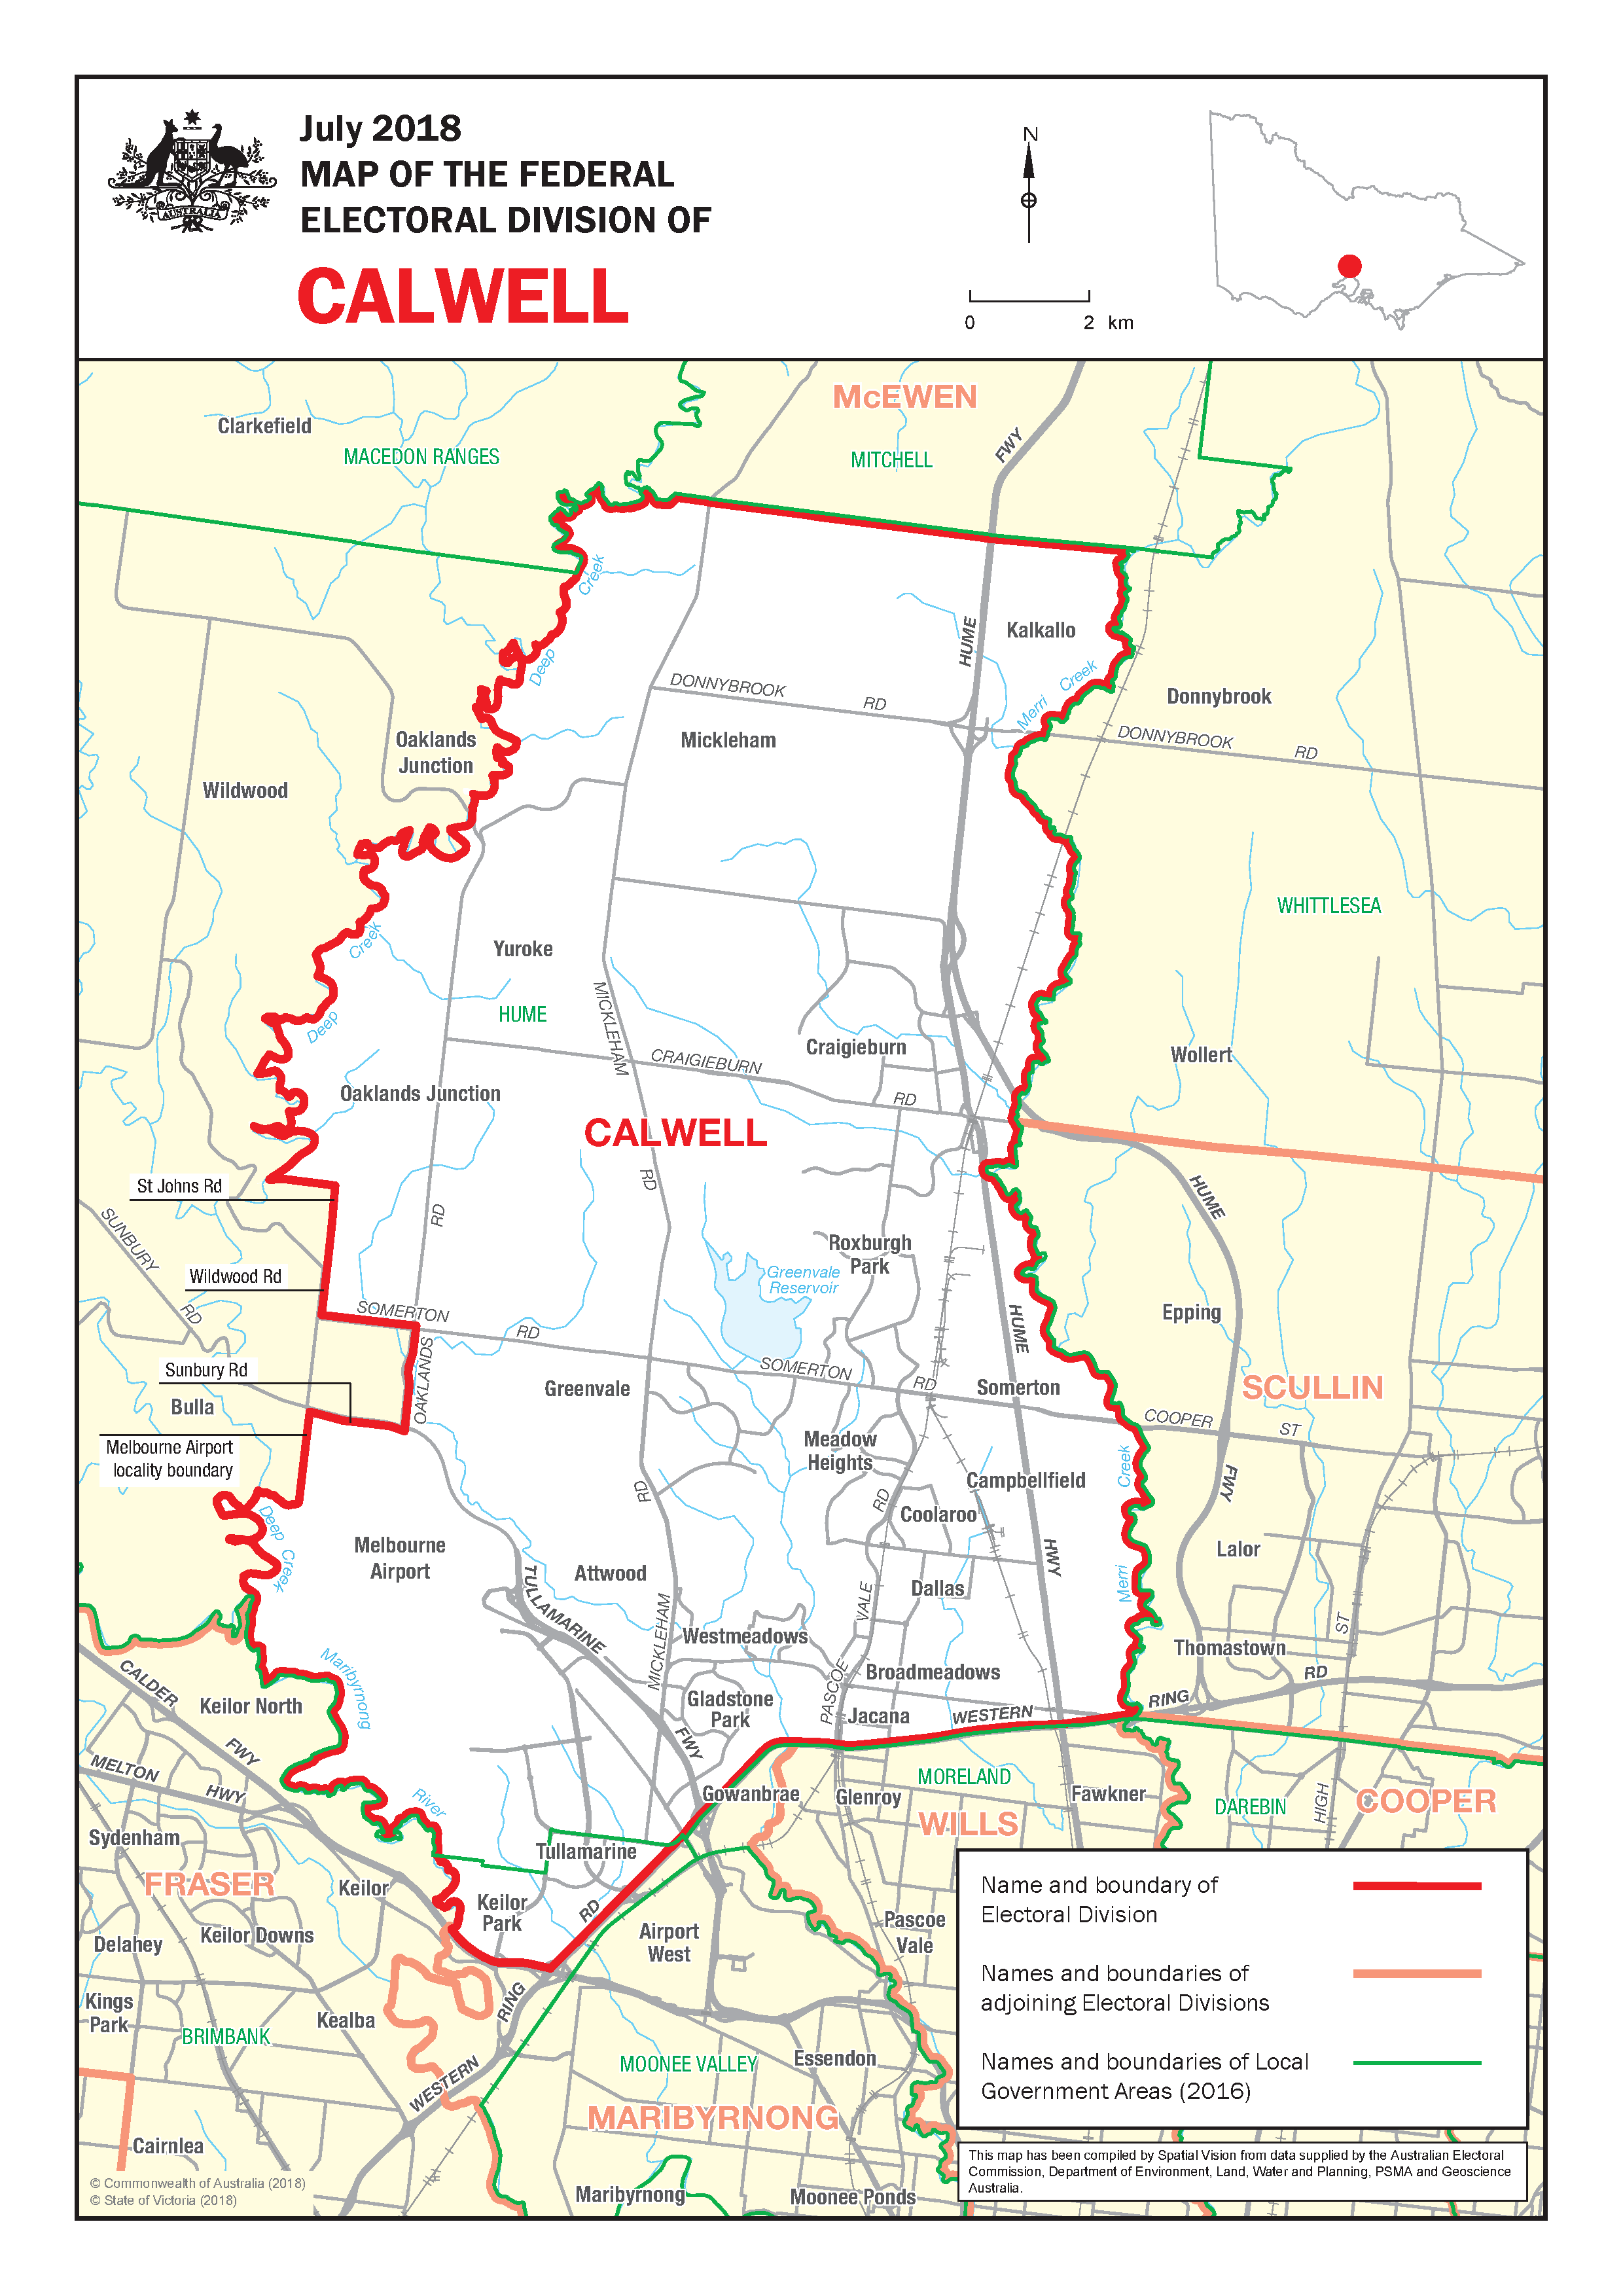 July 2018
MAP OF THE FEDERAL
ELECTORAL DIVISION OF
CALWELL
AUSTRALIA
N
0 2 km
McEWEN
Clarkefield
MACEDON RANGES
MITCHELL
FWY
Creek
Deep
HUME
Kalkallo
Merri Creek
DONNYBROOK RD
Donnybrook
DONNYBROOK RD
Oaklands
Junction
Mickleham
Wildwood
WHITTLESEA
Creek
Deep
Yuroke
HUME
MICKLEHAM
CRAIGIEBURN RD
Craigieburn
Wollert
Oaklands Junction
CALWELL
RD
RD
St Johns Rd
SUNBURY RD
HUME
Roxburgh
Park
Greenvale
Reservoir
Wildwood Rd
SOMERTON RD
HUME
Epping
OAKLANDS
Sunbury Rd
Bulla
Greenvale
SOMERTON RD
Somerton
SCULLIN
COOPER ST
Melbourne Airport
locality boundary
Meadow
Heights
Creek
FWY
RD
RD
Campbellfield
Coolaroo
Deep Creek
Melbourne
Airport
Attwood
HWY
Lalor
TULLAMARINE
Dallas
Merri
VALE
MICKLEHAM
Westmeadows
ST
Thomastown
PASCOE
Broadmeadows
RD
Maribyrnong
CALDER
Keilor North
Gladstone
Park
Jacana
WESTERN
RING
FWY
FWY
MELTON
HWY
MORELAND
River
Gowanbrae
Glenroy
Fawkner
HIGH
COOPER
DAREBIN
WILLS
Sydenham
Tullamarine
FRASER
Keilor
Keilor
Park
RD
Pascoe
Vale
Airport
West
Delahey
Keilor Downs
RING
Kings
Park
Kealba
BRIMBANK
MOONEE VALLEY
Essendon
WESTERN
MARIBYRNONG
Cairnlea
Maribyrnong
Moonee Ponds
Name and boundary of
Electoral Division
Names and boundaries of
adjoining Electoral Divisions
Names and boundaries of Local
Government Areas (2016)
This map has been compiled by Spatial Vision from data supplied by the Australian Electoral
Commission, Department of Environment, Land, Water and Planning, PSMA and Geoscience
Australia.
© Commonwealth of Australia (2018)
© State of Victoria (2018)